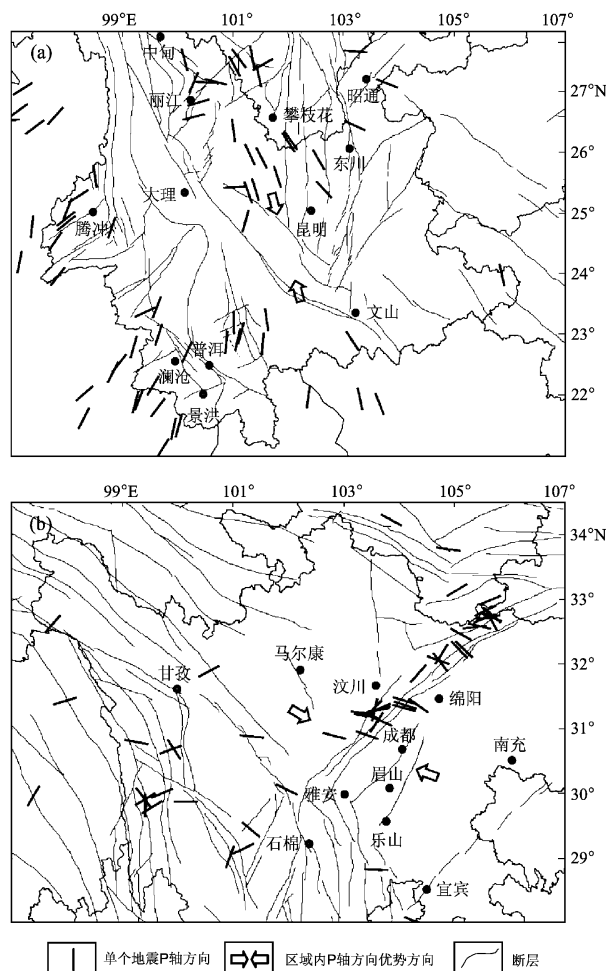 99°E 101° 103° 105° 107°
(a)
中甸
丽江
攀枝花
昭通
27°N
东川
26°
大理
腾冲
昆明
25°
24°
文山
23°
普洱
澜沧
景洪
22°
99°E 101° 103° 105° 107°
(b)
34°N
33°
马尔康
甘孜
汶川
32°
绵阳
31°
成都
南充
眉山
雅安
30°
乐山
石棉
29°
宜宾
单个地震P轴方向 区域内P轴方向优势方向 断层